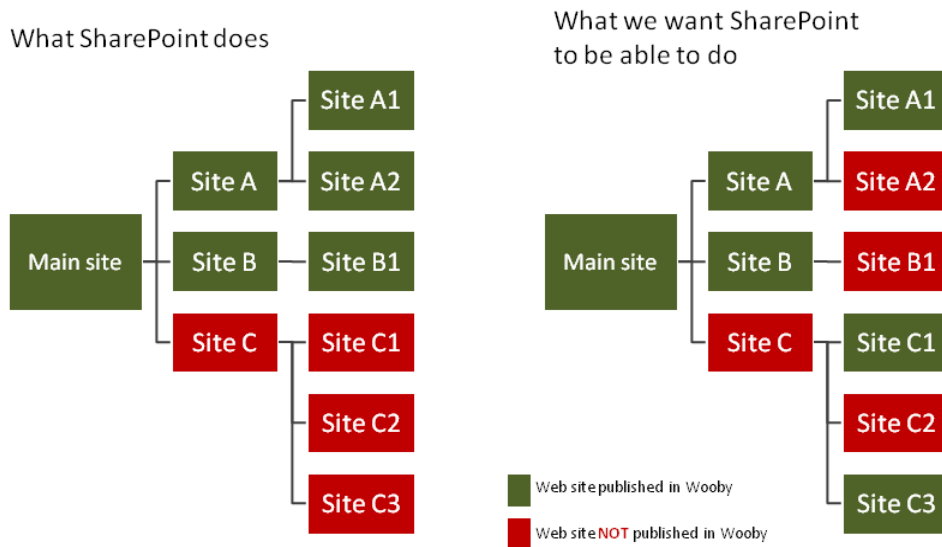 What SharePoint does
Main site
Site A
Site A1
Site A2
Site B
Site B1
Site C
Site C1
Site C2
Site C3
What we want SharePoint
to be able to do
Main site
Site A
Site A1
Site A2
Site B
Site B1
Site C
Site C1
Site C2
Site C3
Web site published in Wooby
Web site NOT published in Wooby